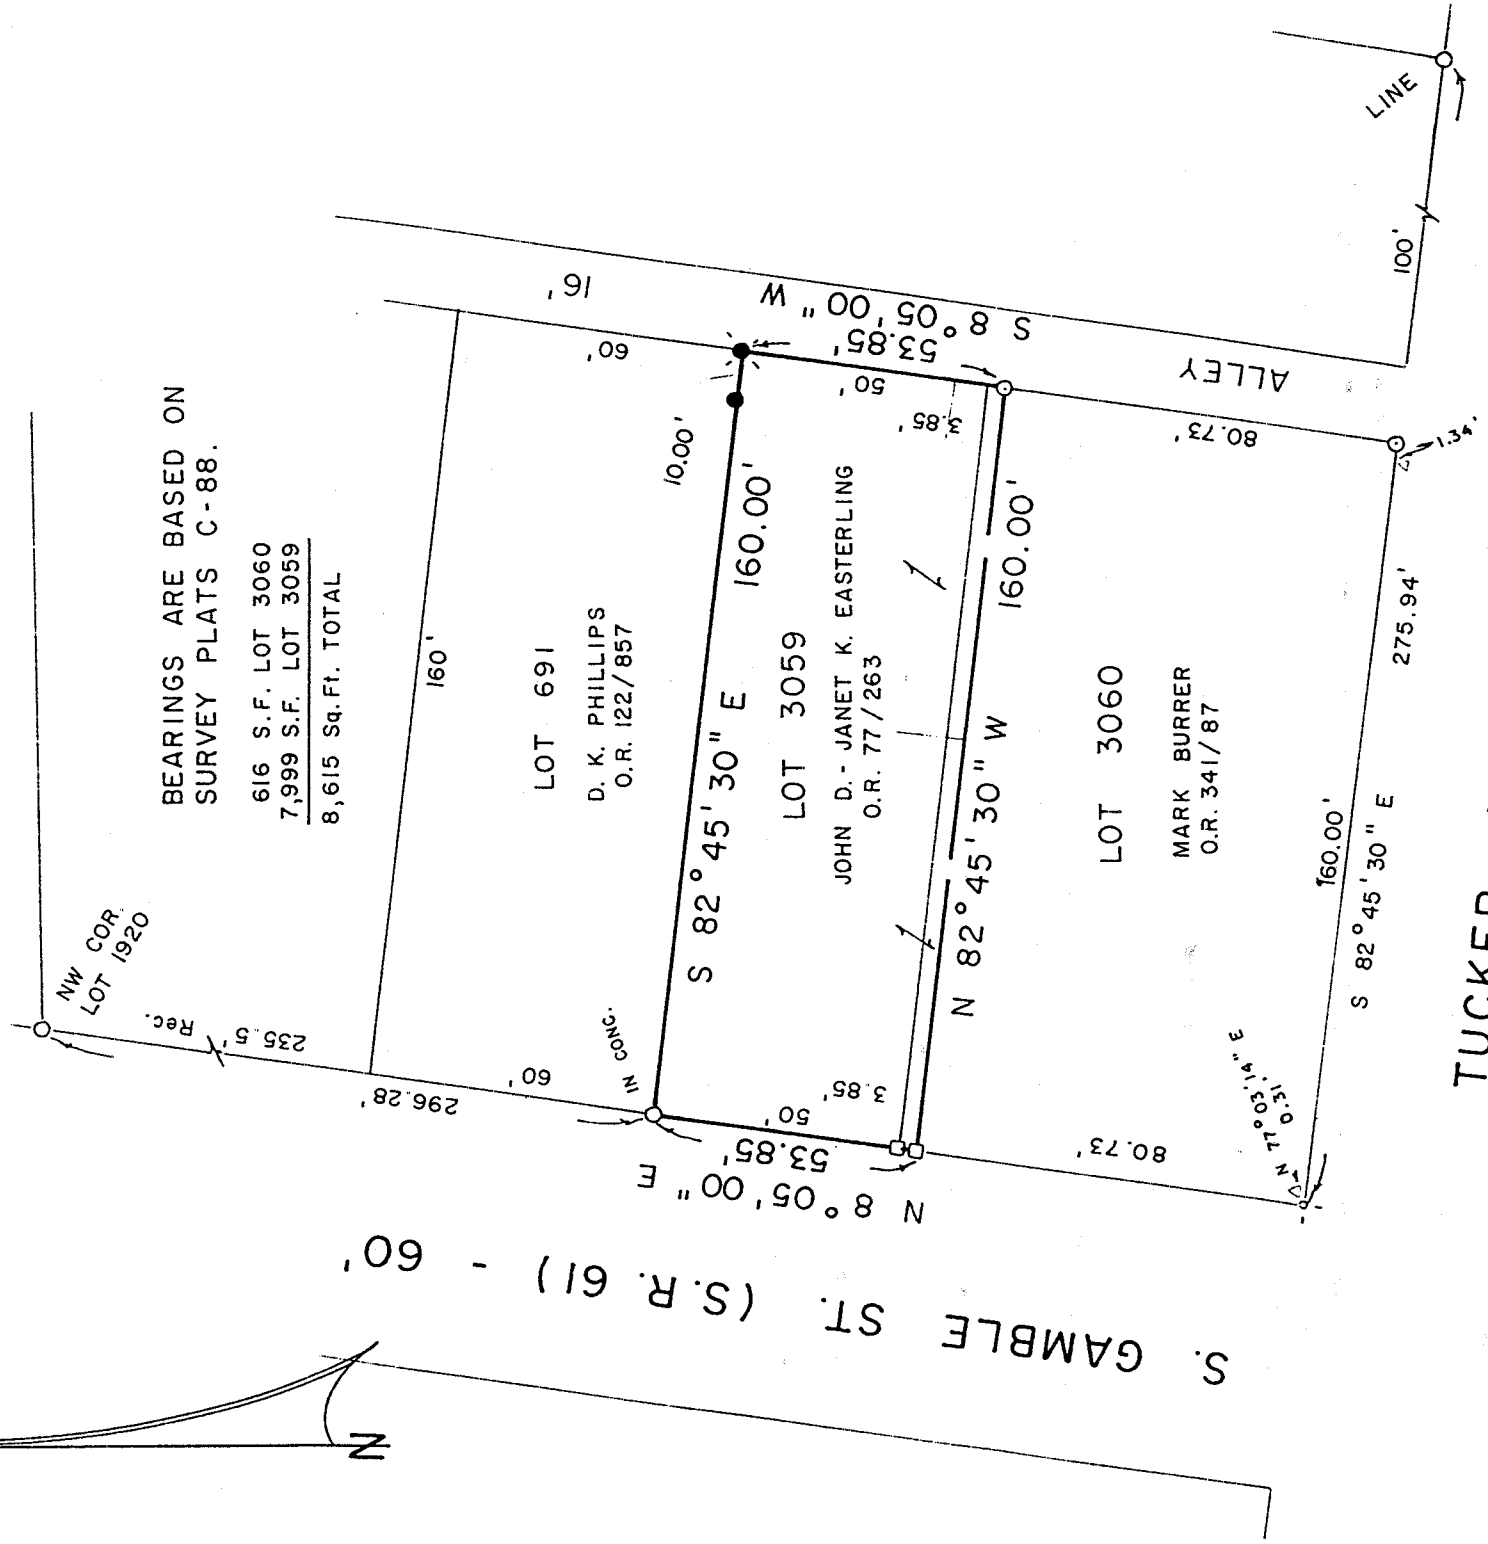 BEARINGS ARE BASED ON
SURVEY PLATS C-88.
616 S.F. LOT 3060
7,999 S.F. LOT 3059
8,615 Sq.Ft. TOTAL
NW COR.
LOT 1920
Rec.
235.5'
296.28'
160'
60'
60'
16'
LOT 691
D. K. PHILLIPS
O.R. 122/857
IN CONC.
10.00'
S 82°45'30" E 160.00'
LOT 3059
JOHN D.- JANET K. EASTERLING
O.R. 77/263
50'
53.85'
N 8°05'00" E
3.85'
50'
53.85'
S 8°05'00" W
3.85'
N 82°45'30" W 160.00'
LOT 3060
MARK BURRER
O.R. 341/87
80.73'
80.73'
ALLEY
N 77°03'14" E
0.31'
160.00'
S 82°45'30" E
275.94'
1.34'
100'
LINE
S. GAMBLE ST. (S.R. 61) - 60'
N
TUCKER